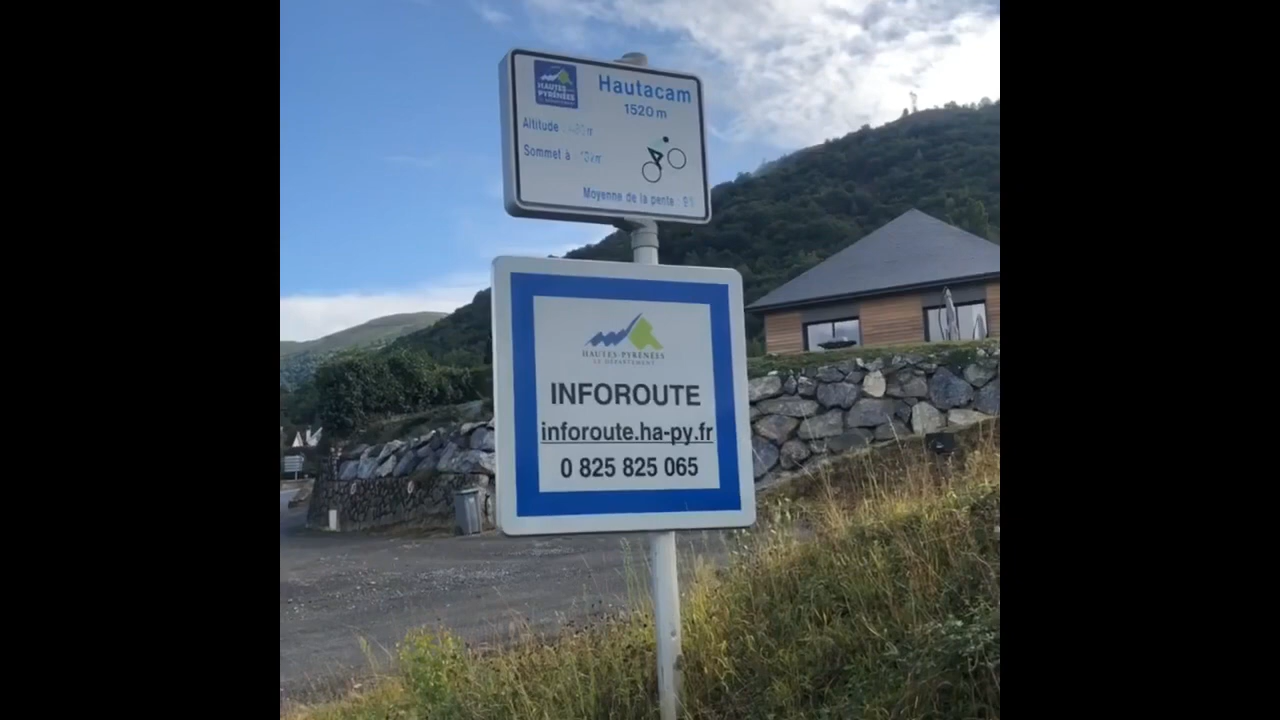 HAUTES
PYRÉNÉES
Hautacam
1520 m
Altitude
Sommet à
Moyenne de la pente
HAUTES-PYRÉNÉES
LE DÉPARTEMENT
INFOROUTE
inforoute.ha-py.fr
0 825 825 065